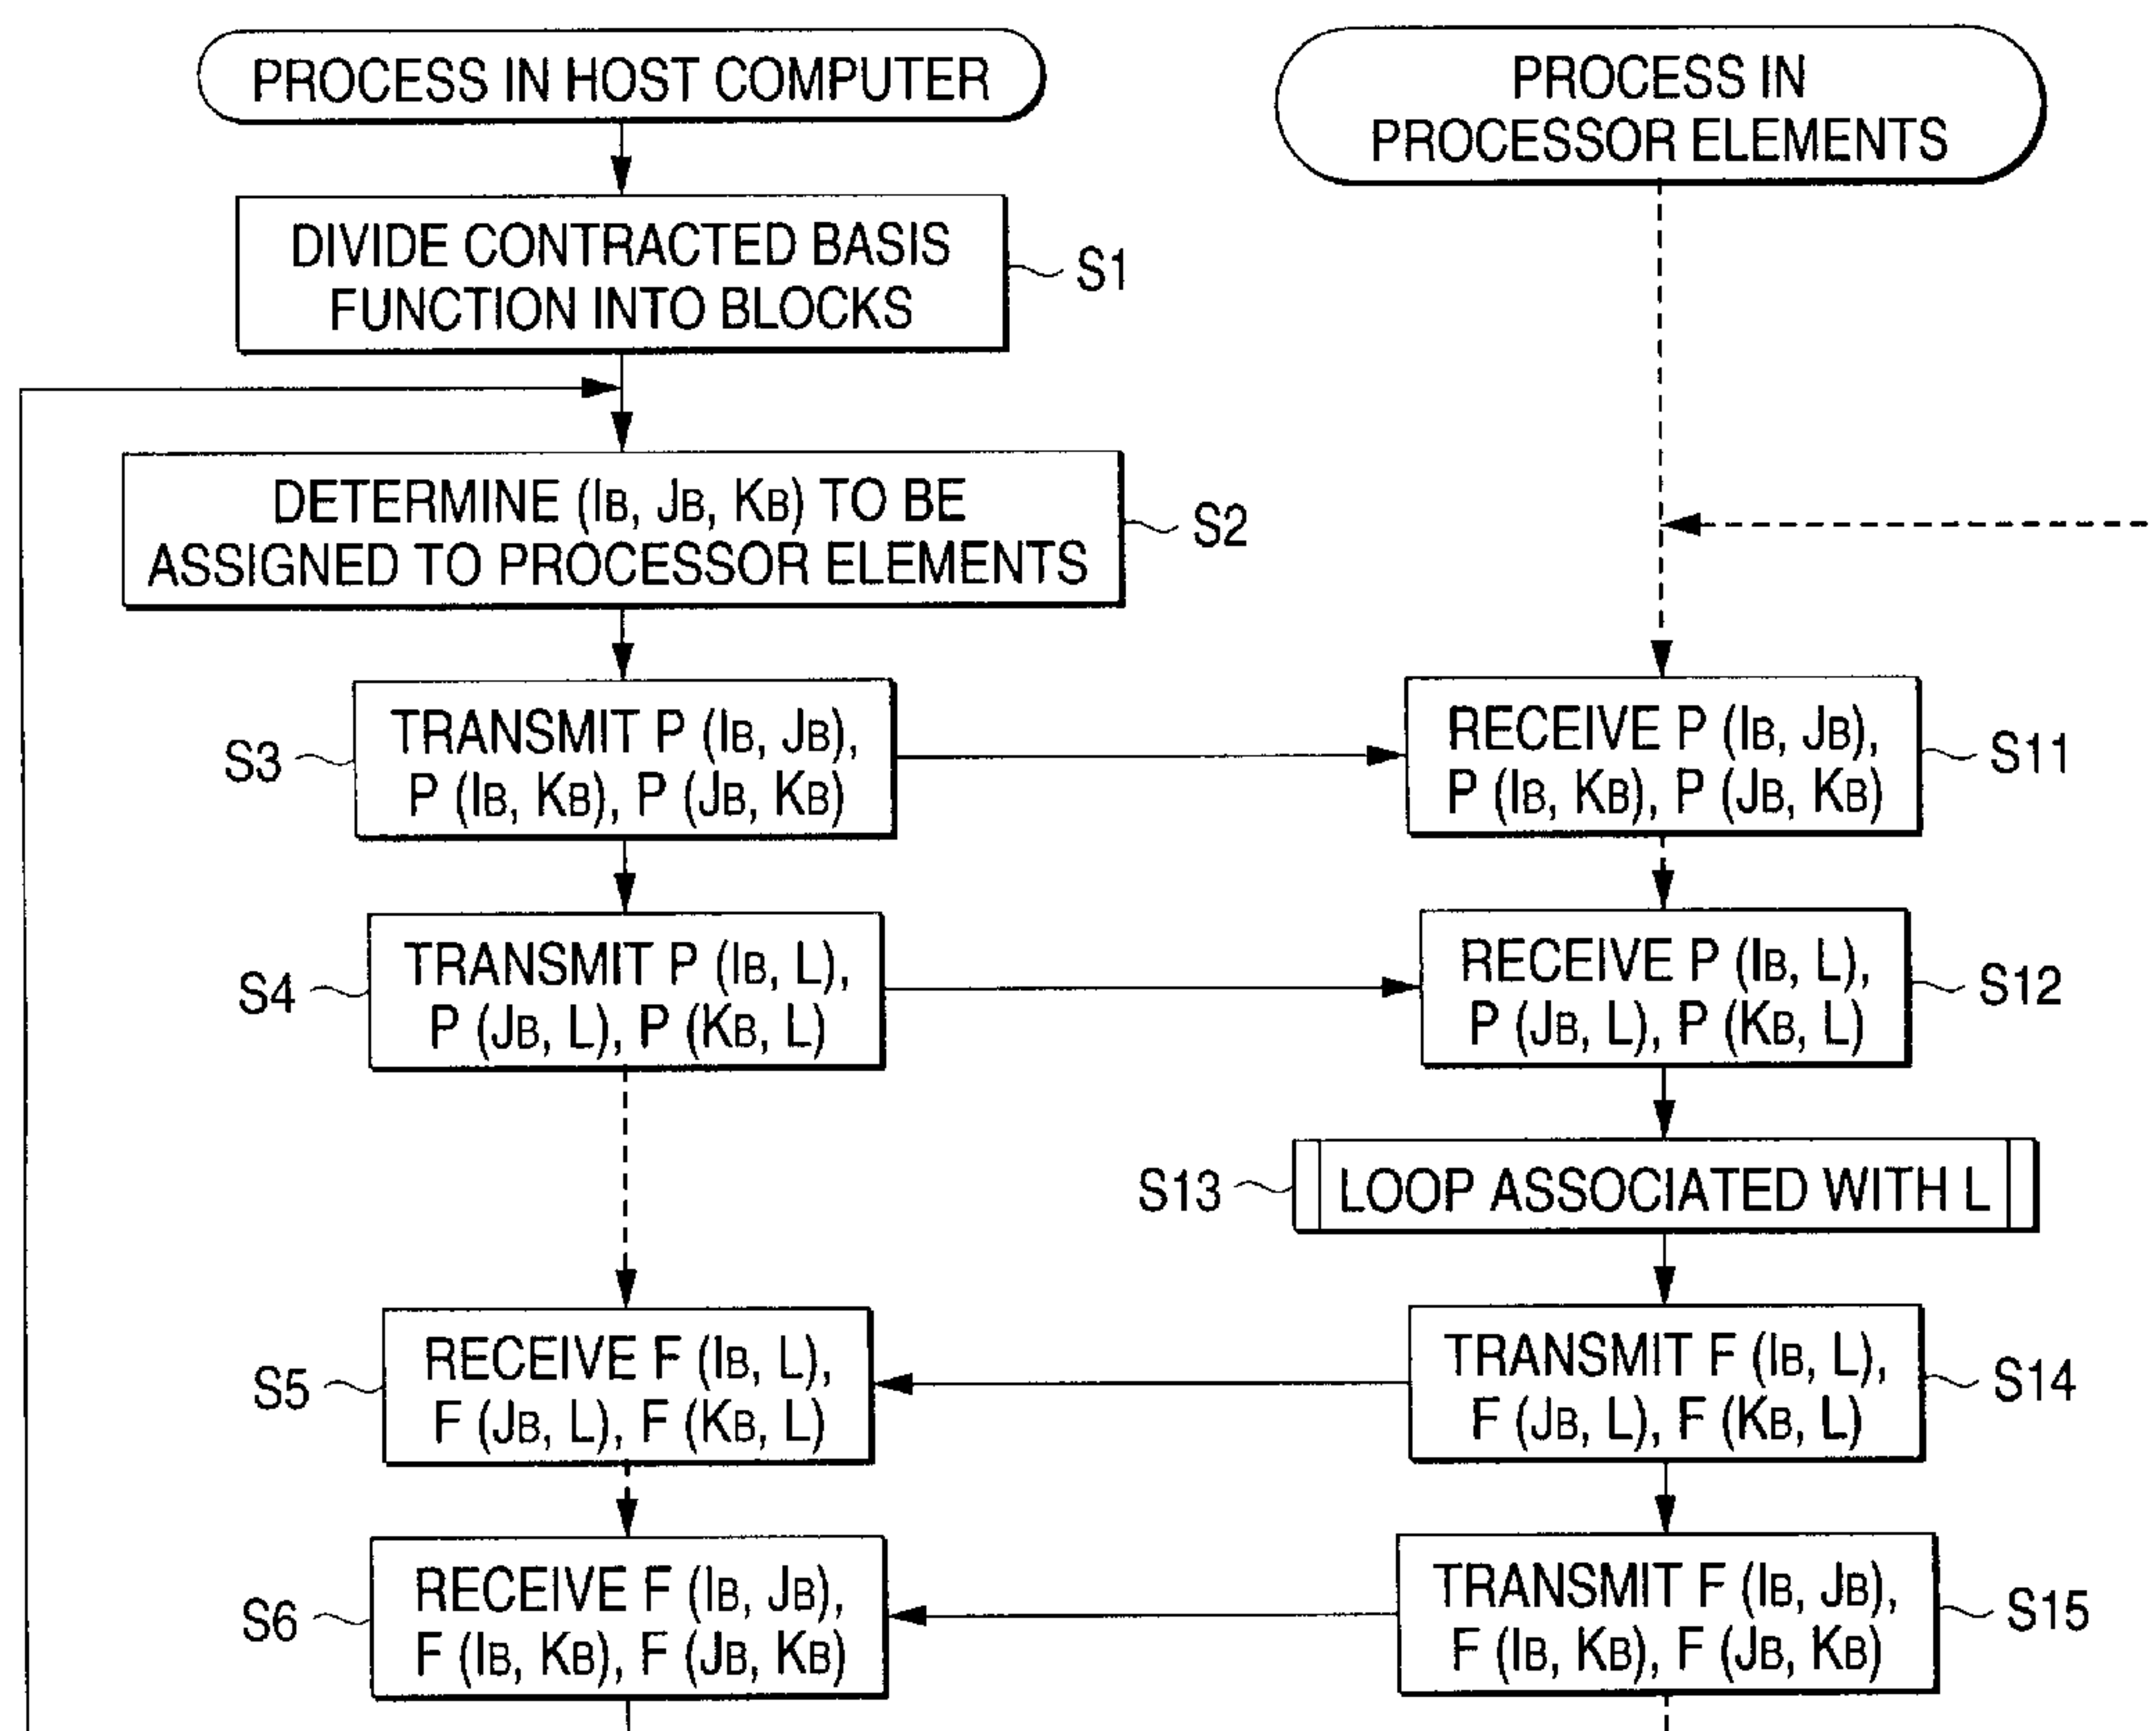 PROCESS IN HOST COMPUTER
DIVIDE CONTRACTED BASIS
FUNCTION INTO BLOCKS
S1
DETERMINE (IB, JB, KB) TO BE
ASSIGNED TO PROCESSOR ELEMENTS
S2
TRANSMIT P (IB, JB),
P (IB, KB), P (JB, KB)
S3
TRANSMIT P (IB, L),
P (JB, L), P (KB, L)
S4
RECEIVE F (IB, L),
F (JB, L), F (KB, L)
S5
RECEIVE F (IB, JB),
F (IB, KB), F (JB, KB)
S6
PROCESS IN
PROCESSOR ELEMENTS
RECEIVE P (IB, JB),
P (IB, KB), P (JB, KB)
S11
RECEIVE P (IB, L),
P (JB, L), P (KB, L)
S12
S13
LOOP ASSOCIATED WITH L
TRANSMIT F (IB, L),
F (JB, L), F (KB, L)
S14
TRANSMIT F (IB, JB),
F (IB, KB), F (JB, KB)
S15